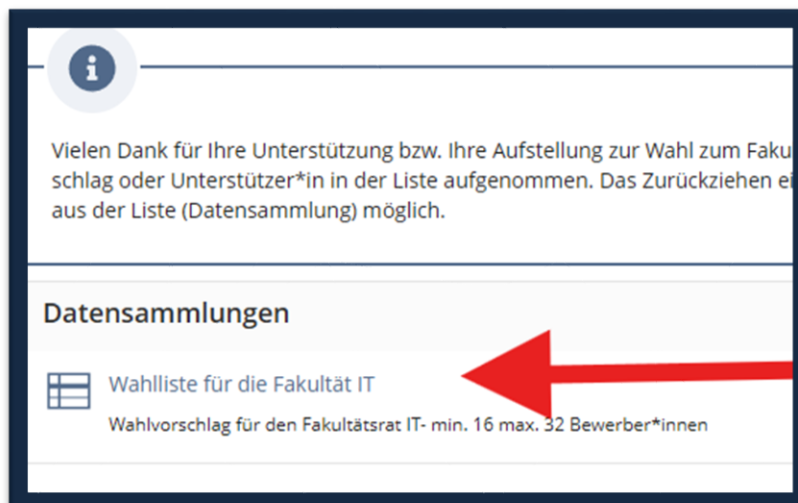 Vielen Dank für Ihre Unterstützung bzw. Ihre Aufstellung zur Wahl zum
schlag oder Unterstützer*in in der Liste aufgenommen. Das Zurückziehen
aus der Liste (Datensammlung) möglich.
Datensammlungen
Wahlliste für die Fakultät IT
Wahlvorschlag für den Fakultätsrat IT- min. 16 max. 32 Bewerber*innen